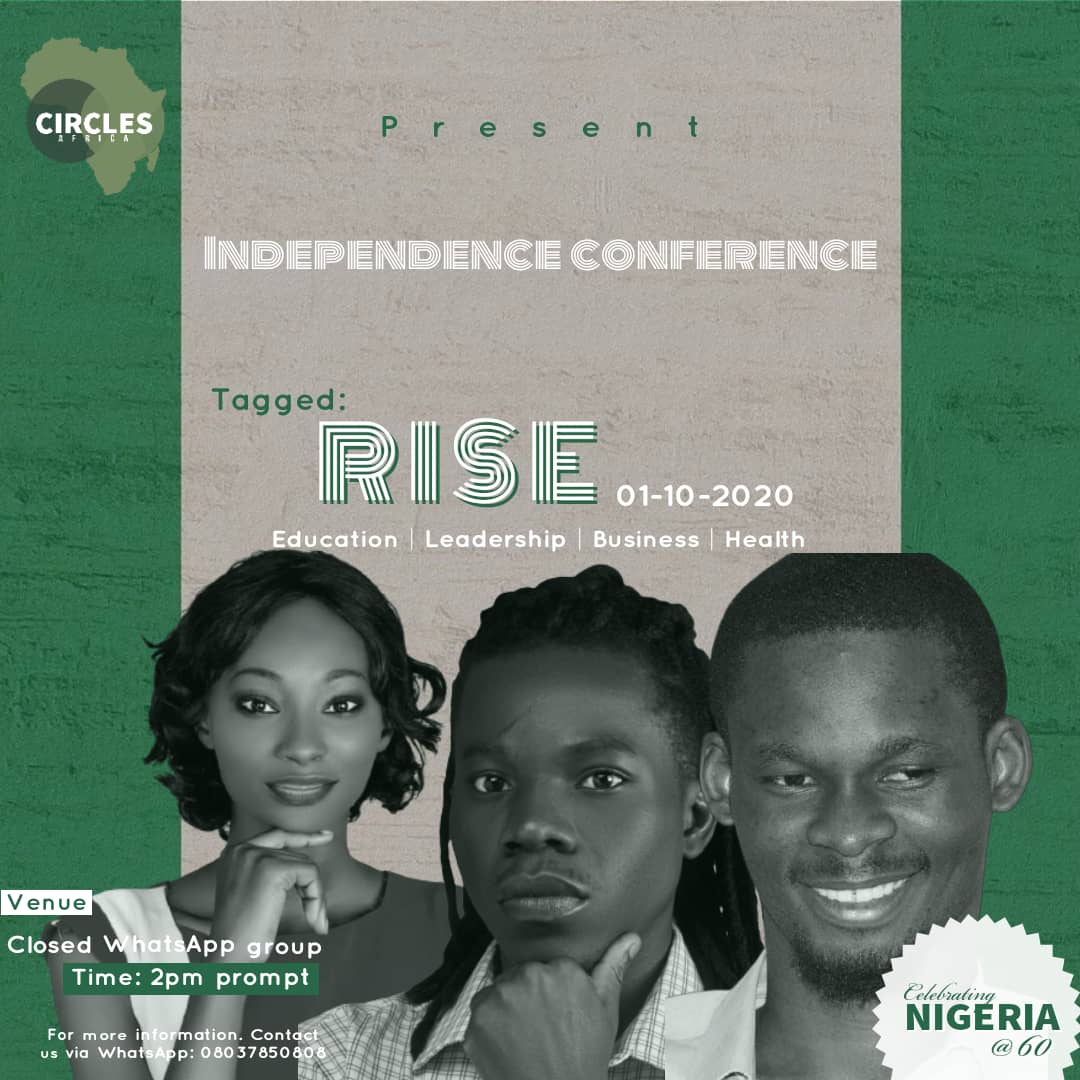 CIRCLES
AFRICA
Present
INDEPENDENCE CONFERENCE
Tagged:
RISE 01-10-2020
Education | Leadership | Business | Health
Venue
Closed WhatsApp group
Time: 2pm prompt
For more information. Contact
us via WhatsApp: 08037850808
Celebrating
NIGERIA
@ 60